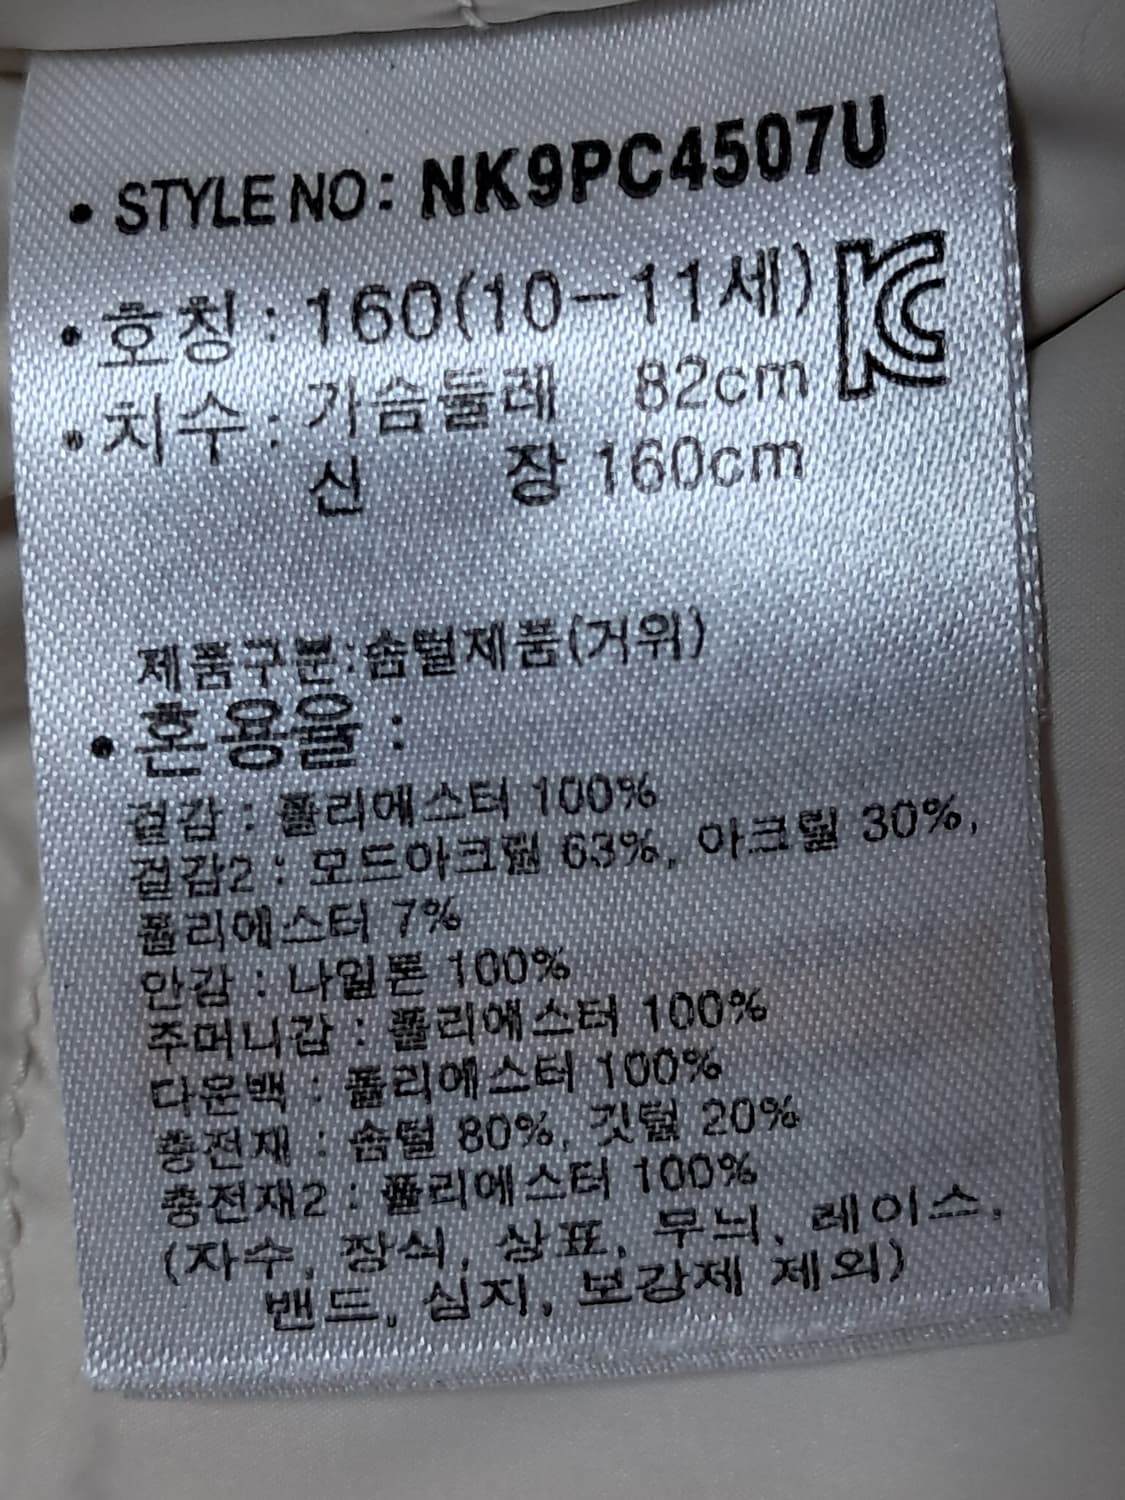 • STYLE NO: NK9PC4507U
• 호칭 : 160(10-11세)
KC
• 치수 : 가슴둘레 82cm
신 장 160cm
제품구분:솜털제품(거위)
• 혼용율 :
겉감 : 폴리에스터 100%
겉감2 : 모드아크릴 63%, 아크릴 30%,
폴리에스터 7%
안감 : 나일론 100%
주머니감 : 폴리에스터 100%
다운백 : 폴리에스터 100%
충전재 : 솜털 80%, 깃털 20%
충전재2 : 폴리에스터 100%
(자수, 장식, 상표, 무늬, 레이스,
밴드, 심지, 보강제 제외)